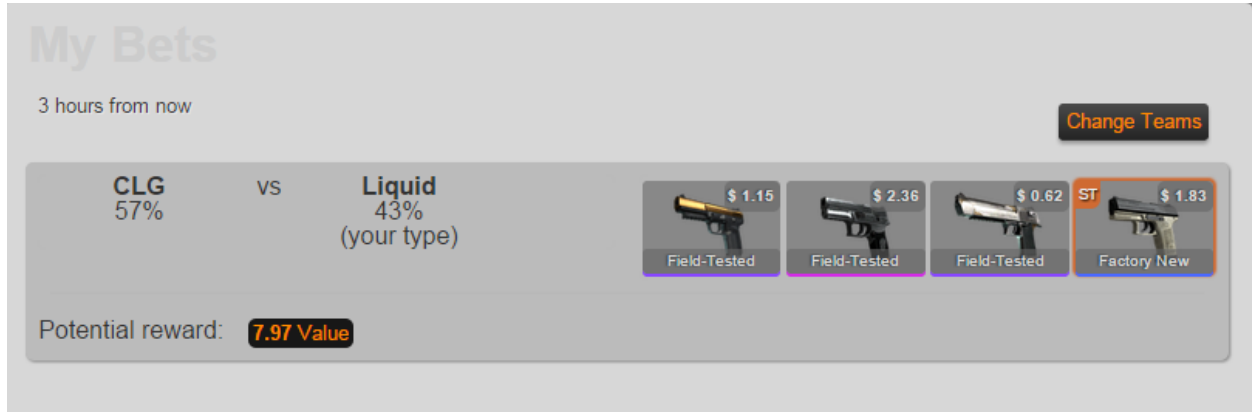 My Bets
3 hours from now
Change Teams
CLG vs Liquid
57% 43%
(your type)
$ 1.15 $ 2.36 $ 0.62 ST $ 1.83
Field-Tested Field-Tested Field-Tested Factory New
Potential reward: 7.97 Value